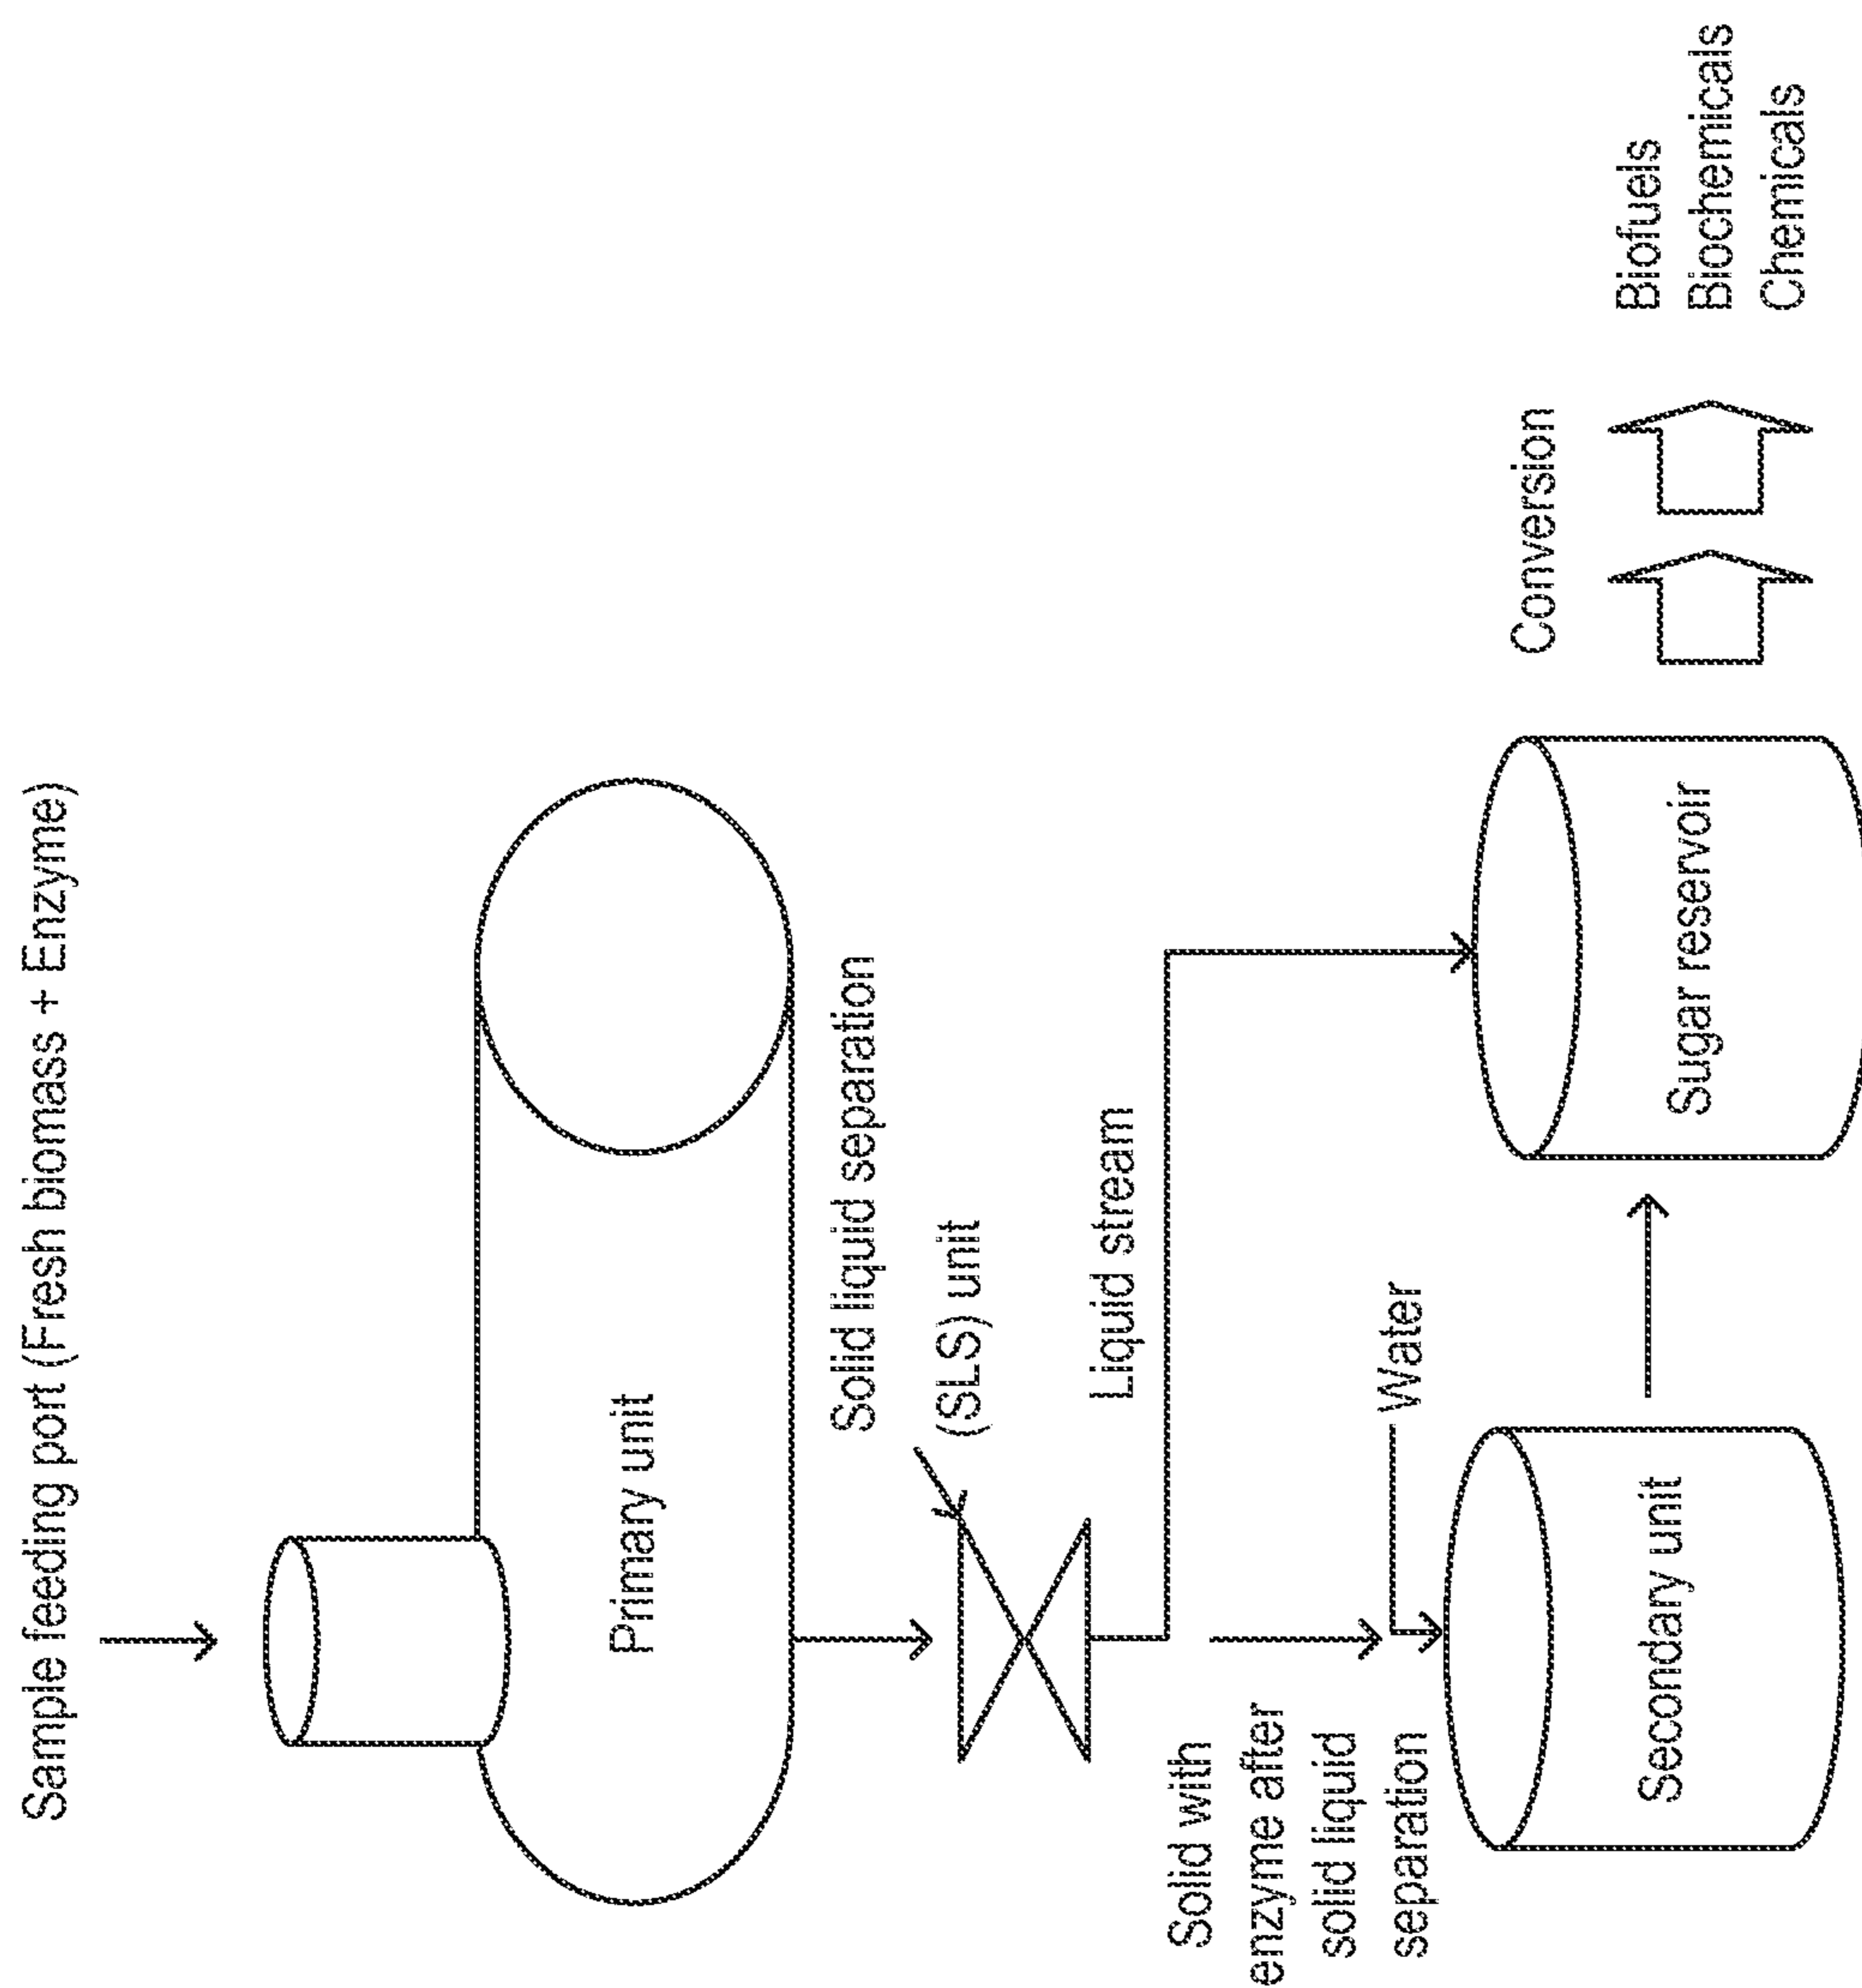 Sample feeding port (Fresh biomass + Enzyme)
Primary unit
Solid liquid separation
(SLS) unit
Liquid stream
Solid with
enzyme after
solid liquid
separation
Water
Secondary unit
Sugar reservoir
Conversion
Biofuels
Biochemicals
Chemicals